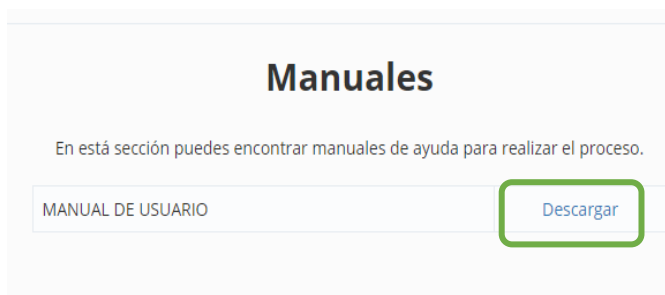 Manuales
En está sección puedes encontrar manuales de ayuda para realizar el proceso.
MANUAL DE USUARIO Descargar